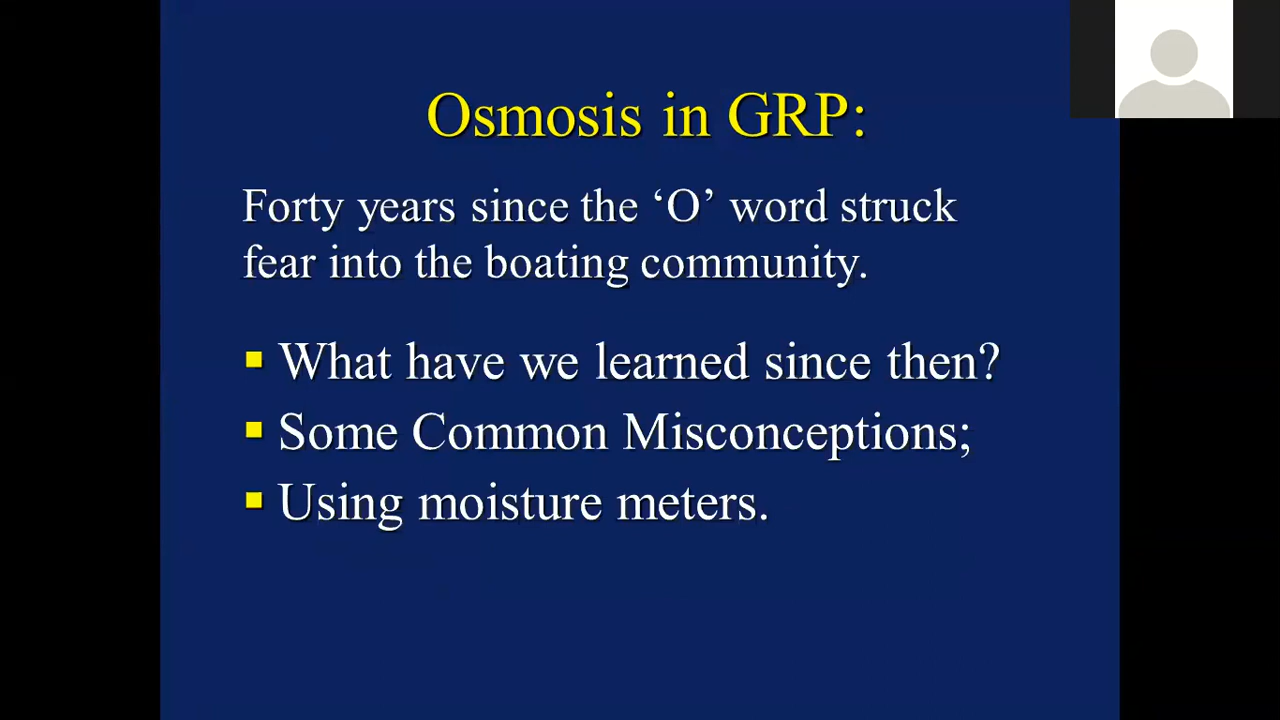 Osmosis in GRP:
Forty years since the ‘O’ word struck
fear into the boating community.
▪ What have we learned since then?
▪ Some Common Misconceptions;
▪ Using moisture meters.